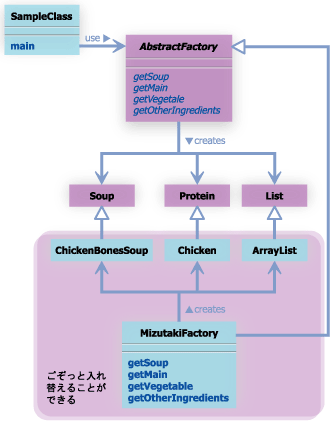 SampleClass
main
use ▶
AbstractFactory
getSoup
getMain
getVegetale
getOtherIngredients
▼creates
Soup
Protein
List
ChickenBonesSoup
Chicken
ArrayList
▲creates
MizutakiFactory
getSoup
getMain
getVegetable
getOtherIngredients
ごぞっと入れ
替えることが
できる